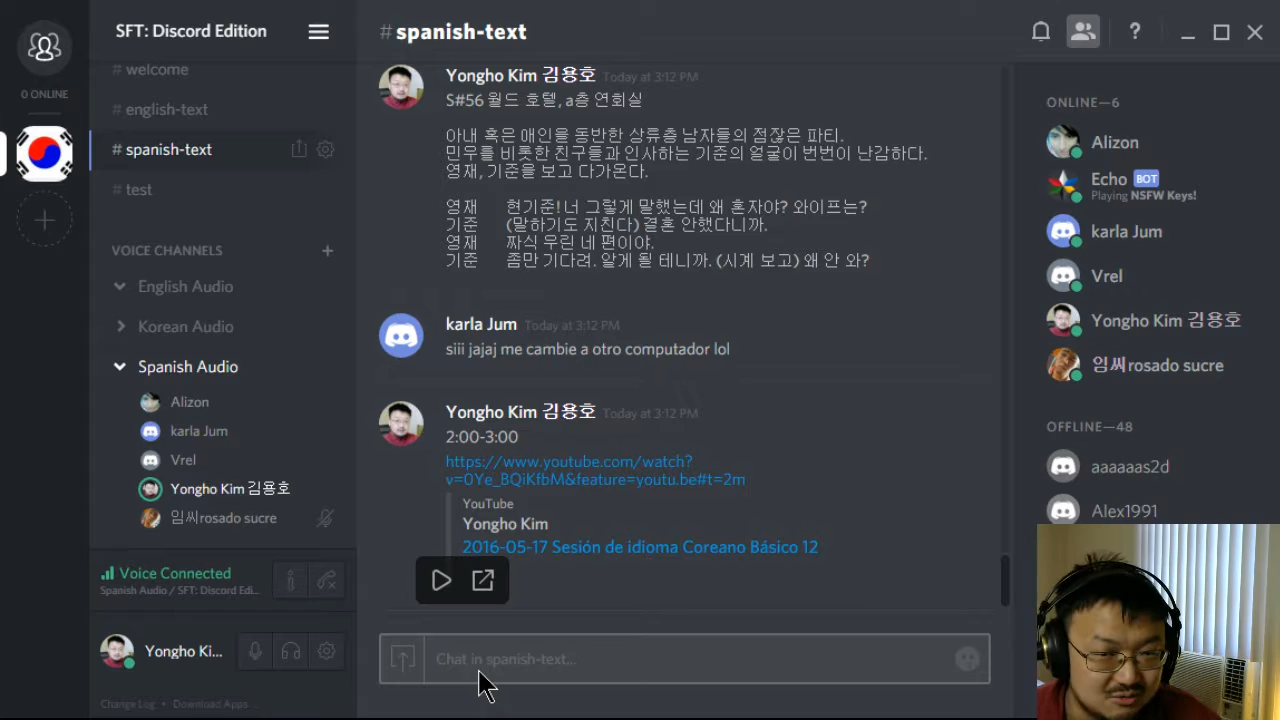 0 ONLINE
SFT: Discord Edition
# welcome
# english-text
# spanish-text
# test
VOICE CHANNELS
English Audio
Korean Audio
Spanish Audio
Alizon
karla Jum
Vrel
Yongho Kim 김용호
임씨rosado sucre
Voice Connected
Spanish Audio / SFT: Discord Edi...
Yongho Ki...
Change Log • Download Apps
# spanish-text
Yongho Kim 김용호 Today at 3:12 PM
S#56 월드 호텔, a층 연회실
아내 혹은 애인을 동반한 상류층 남자들의 점잖은 파티.
민우를 비롯한 친구들과 인사하는 기준의 얼굴이 번번이 난감하다.
영재, 기준을 보고 다가온다.
영재 현기준! 너 그렇게 말했는데 왜 혼자야? 와이프는?
기준 (말하기도 지친다) 결혼 안했다니까.
영재 짜식 우린 네 편이야.
기준 좀만 기다려. 알게 될 테니까. (시계 보고) 왜 안 와?
karla Jum Today at 3:12 PM
siii jajaj me cambie a otro computador lol
Yongho Kim 김용호 Today at 3:12 PM
2:00-3:00
https://www.youtube.com/watch?
v=0Ye_BQiKfbM&feature=youtu.be#t=2m
YouTube
Yongho Kim
2016-05-17 Sesión de idioma Coreano Básico 12
Chat in spanish-text...
ONLINE—6
Alizon
Echo BOT
Playing NSFW Keys!
karla Jum
Vrel
Yongho Kim 김용호
임씨rosado sucre
OFFLINE—48
aaaaaas2d
Alex1991